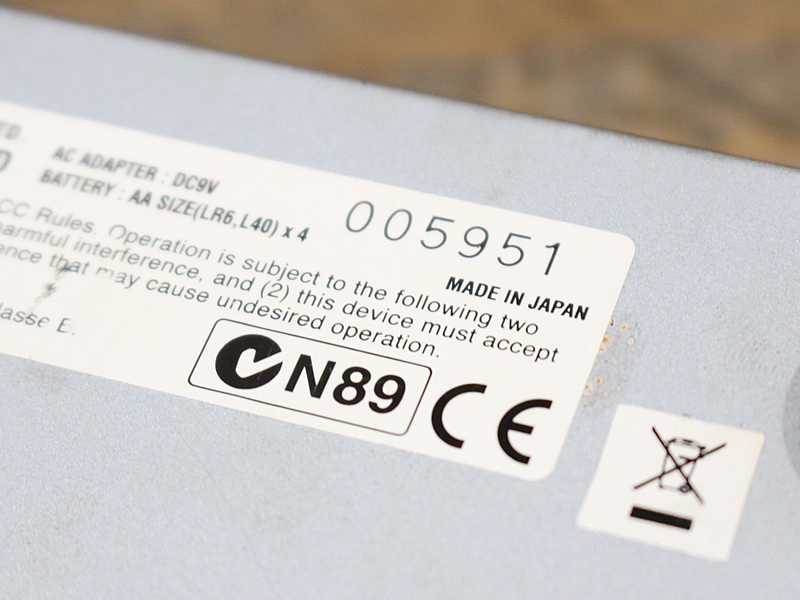 TD.
D
AC ADAPTER : DC9V
BATTERY : AA SIZE(LR6,L40) x 4
005951
MADE IN JAPAN
CC Rules. Operation is subject to the following two
harmful interference, and (2) this device must accept
ence that may cause undesired operation.
lasse B.
N89
CE